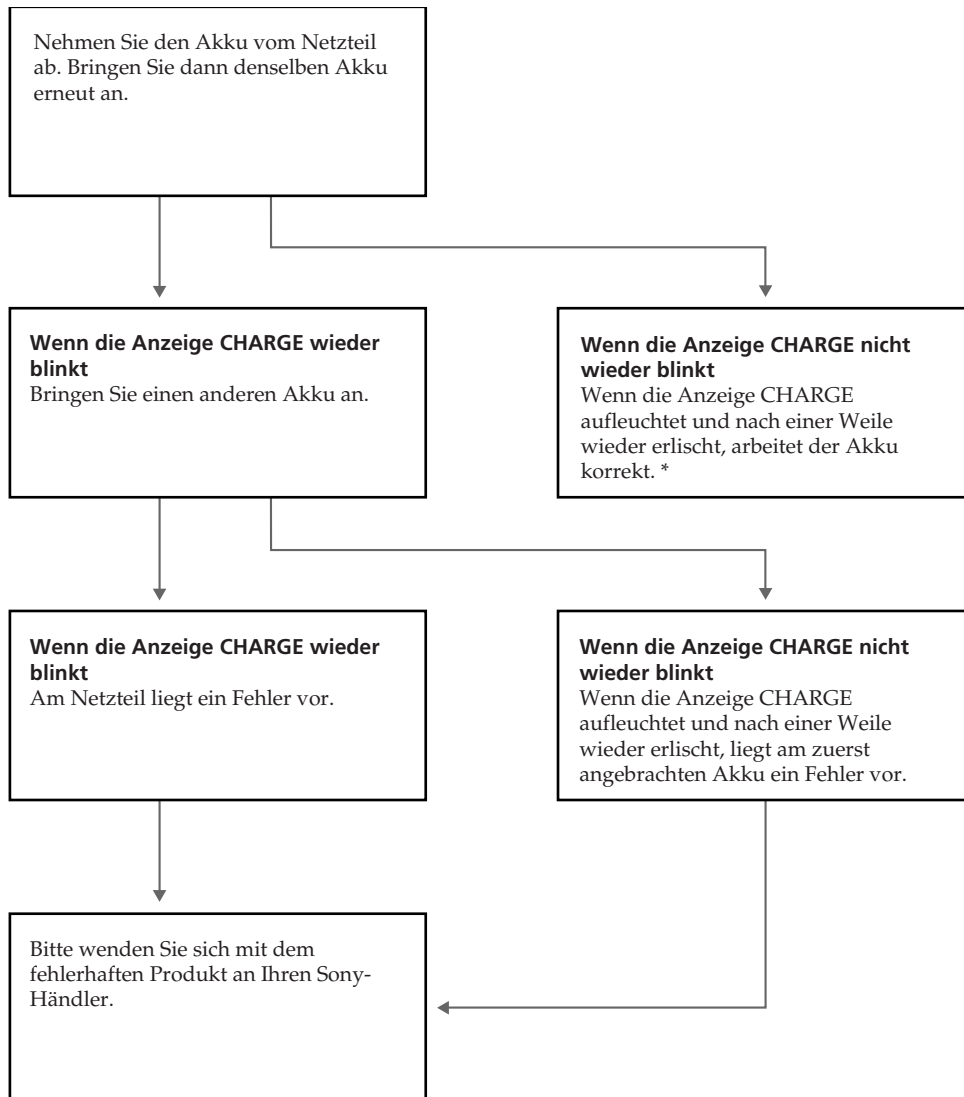 Nehmen Sie den Akku vom Netzteil
ab. Bringen Sie dann denselben Akku
erneut an.
Wenn die Anzeige CHARGE wieder
blinkt
Bringen Sie einen anderen Akku an.
Wenn die Anzeige CHARGE nicht
wieder blinkt
Wenn die Anzeige CHARGE
aufleuchtet und nach einer Weile
wieder erlischt, arbeitet der Akku
korrekt. *
Wenn die Anzeige CHARGE wieder
blinkt
Am Netzteil liegt ein Fehler vor.
Wenn die Anzeige CHARGE nicht
wieder blinkt
Wenn die Anzeige CHARGE
aufleuchtet und nach einer Weile
wieder erlischt, liegt am zuerst
angebrachten Akku ein Fehler vor.
Bitte wenden Sie sich mit dem
fehlerhaften Produkt an Ihren Sony-
Händler.